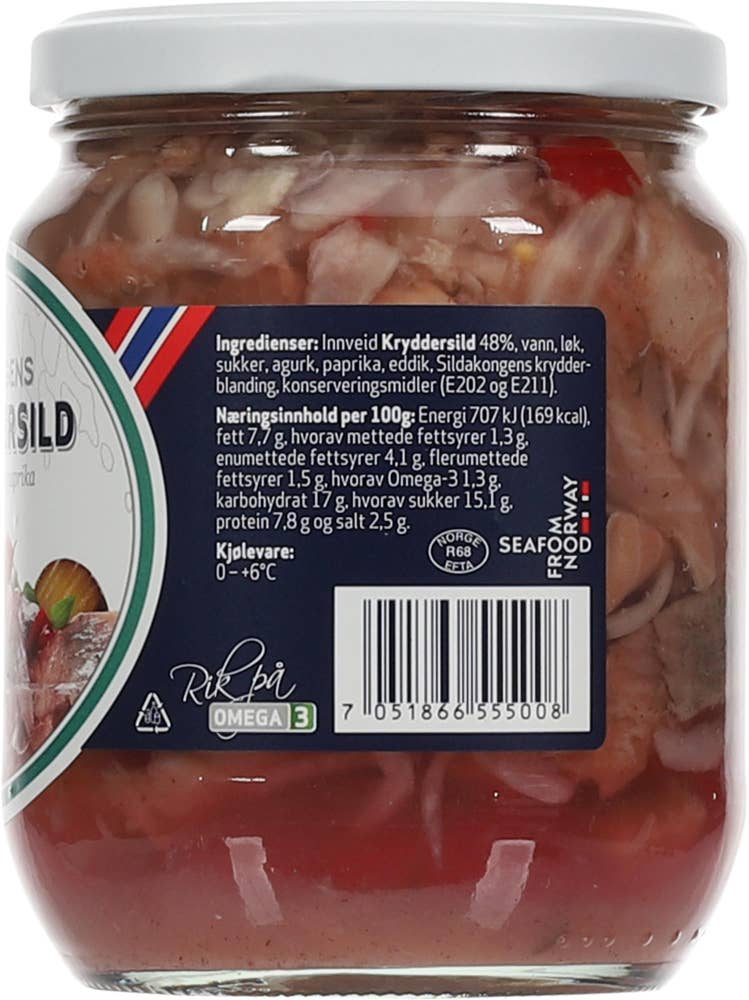 ENS
RSILD
paprika
Ingredienser: Innveid Kryddersild 48%, vann, løk,
sukker, agurk, paprika, eddik, Sildakongens krydder-
blanding, konserveringsmidler (E202 og E211).
Næringsinnhold per 100g: Energi 707 kJ (169 kcal),
fett 7,7 g, hvorav mettede fettsyrer 1,3 g,
enumettede fettsyrer 4,1 g, flerumettede
fettsyrer 1,5 g, hvorav Omega-3 1,3 g,
karbohydrat 17 g, hvorav sukker 15,1 g,
protein 7,8 g og salt 2,5 g.
Kjølevare:
0 – +6°C
NORGE
R68
EFTA
SEAFOOD
FROM
NORWAY
Rik på
OMEGA 3
7 051866 555008